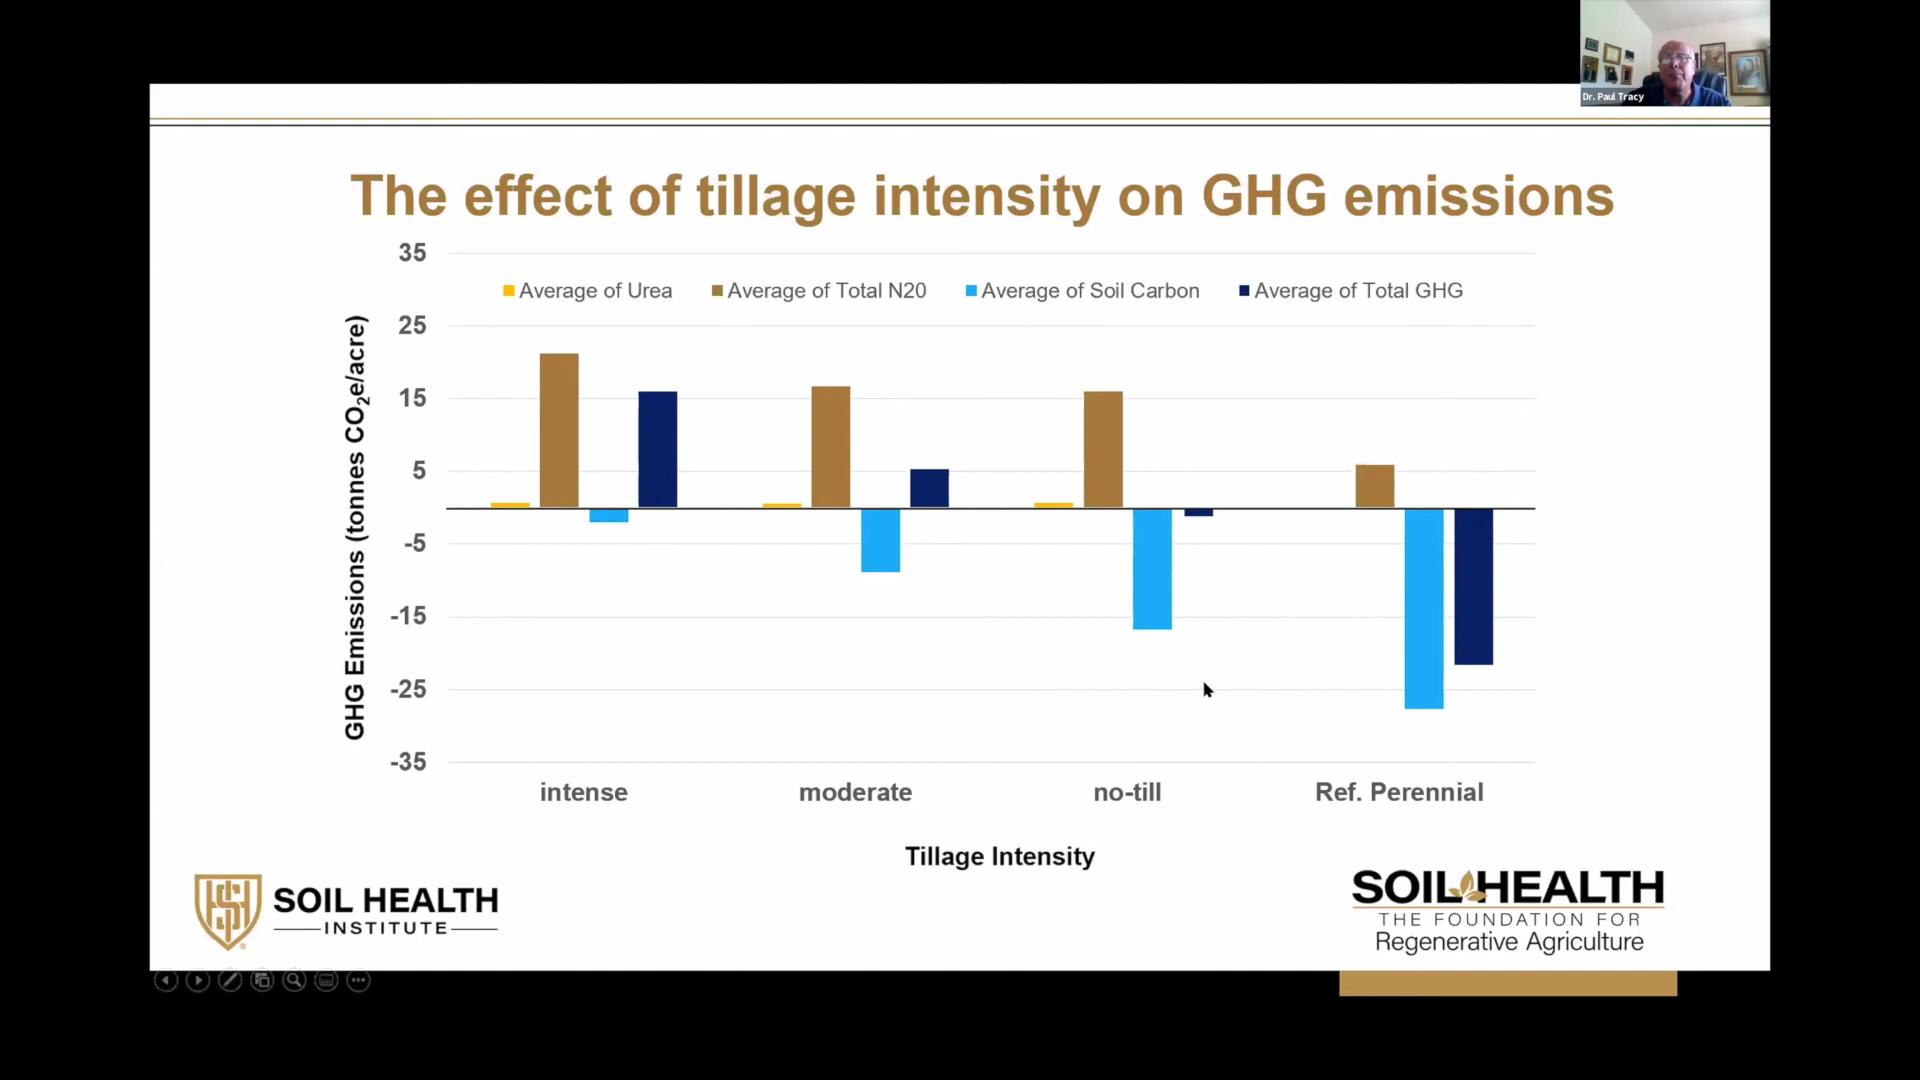 Dr. Paul Tracy
The effect of tillage intensity on GHG emissions
35
25
15
5
-5
-15
-25
-35
GHG Emissions (tonnes CO2e/acre)
Average of Urea Average of Total N20 Average of Soil Carbon Average of Total GHG
intense moderate no-till Ref. Perennial
Tillage Intensity
SOIL HEALTH
INSTITUTE
SOIL HEALTH
THE FOUNDATION FOR
Regenerative Agriculture